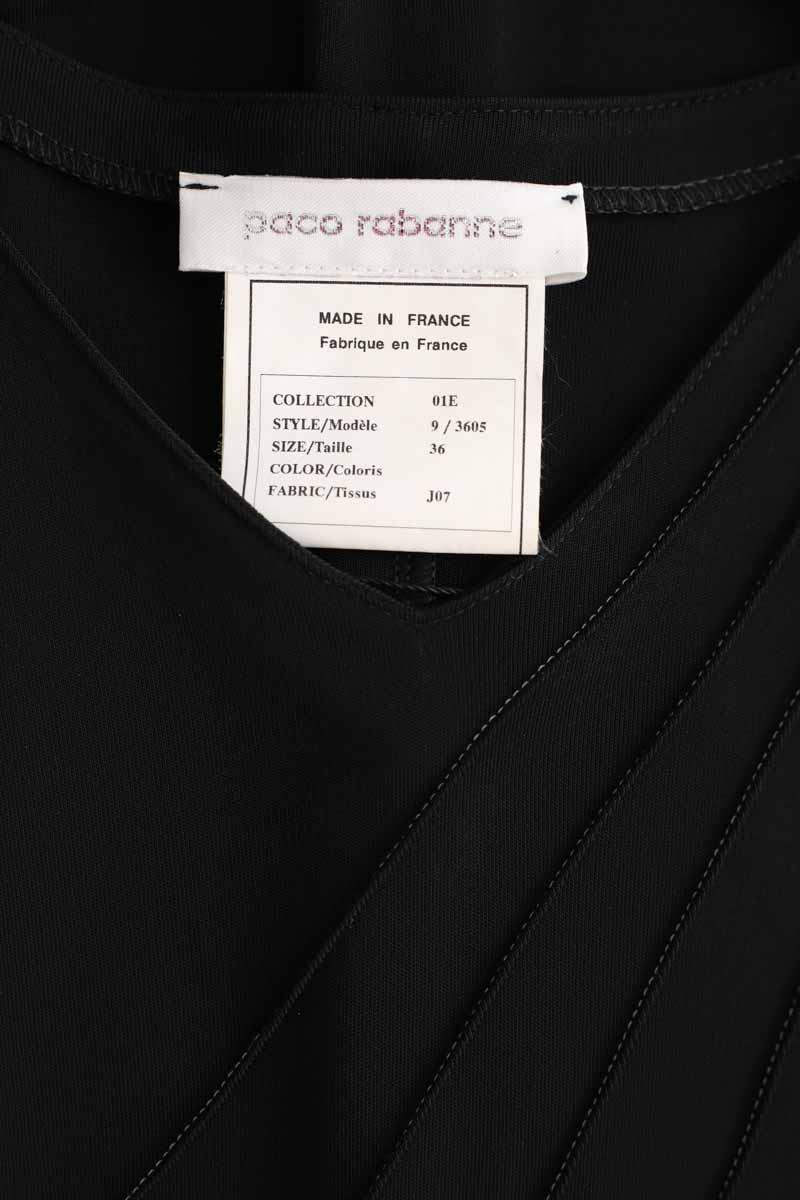 paco rabanne
MADE IN FRANCE
Fabrique en France
COLLECTION 01E
STYLE/Modèle 9 / 3605
SIZE/Taille 36
COLOR/Coloris
FABRIC/Tissus J07